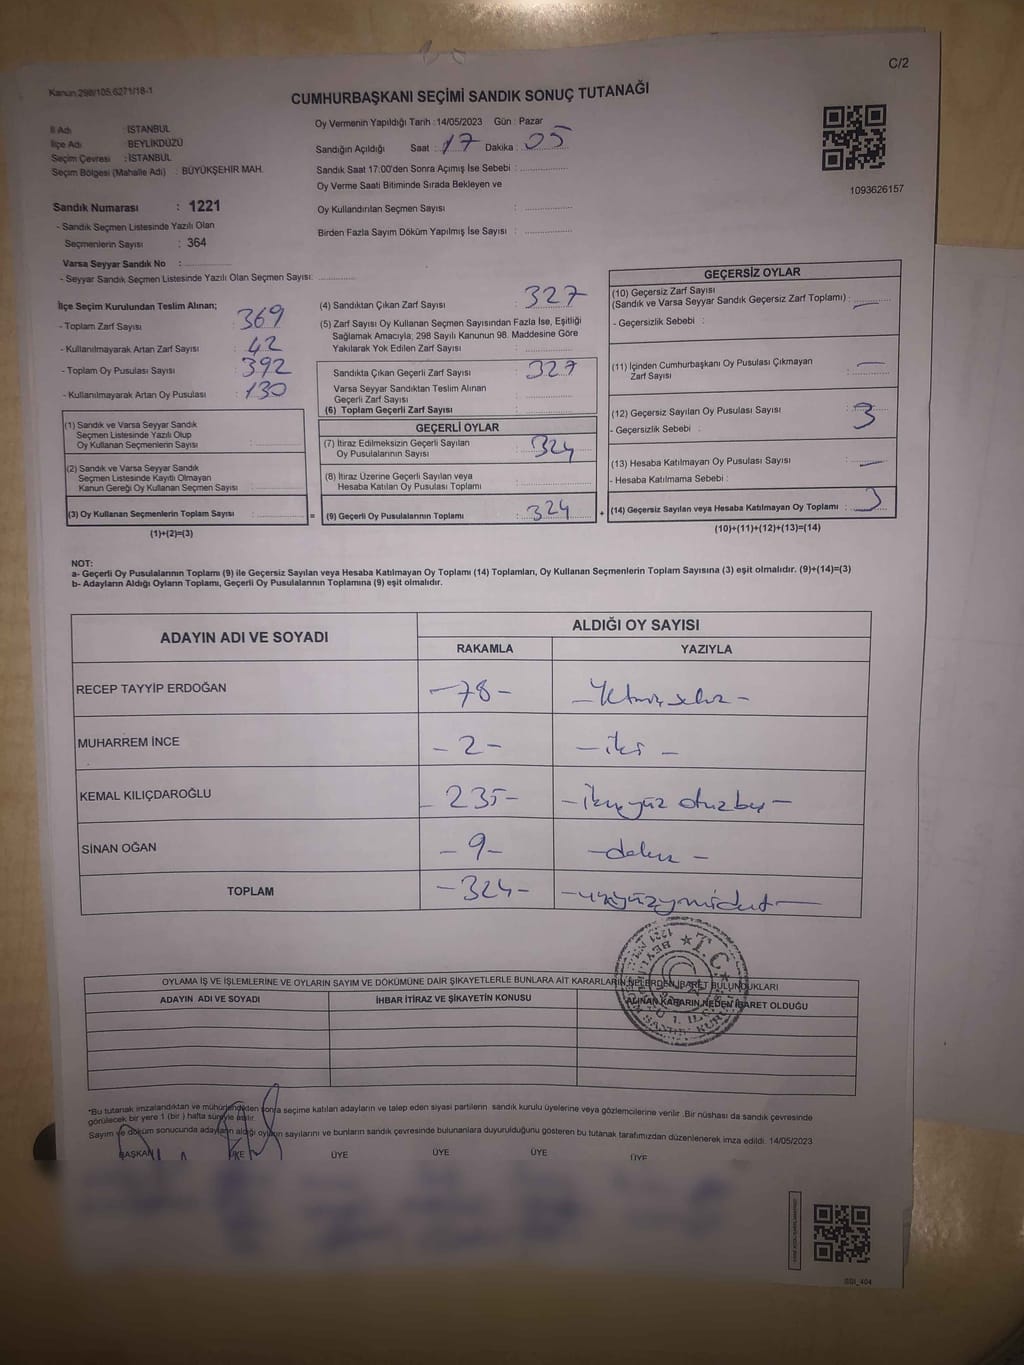 C/2
Kanun 298/105.6271/18-1
CUMHURBAŞKANI SEÇİMİ SANDIK SONUÇ TUTANAĞI
İl Adı : İSTANBUL
İlçe Adı : BEYLİKDÜZÜ
Seçim Çevresi : İSTANBUL
Seçim Bölgesi (Mahalle Adı) : BÜYÜKŞEHİR MAH.
Oy Vermenin Yapıldığı Tarih : 14/05/2023 Gün : Pazar
Sandığın Açıldığı Saat : 17 Dakika : 05
Sandık Saat 17:00'den Sonra Açımış İse Sebebi :
Oy Verme Saati Bitiminde Sırada Bekleyen ve
Oy Kullandırılan Seçmen Sayısı :
Birden Fazla Sayım Döküm Yapılmış İse Sayısı :
1093626157
Sandık Numarası : 1221
- Sandık Seçmen Listesinde Yazılı Olan
Seçmenlerin Sayısı : 364
Varsa Seyyar Sandık No :
- Seyyar Sandık Seçmen Listesinde Yazılı Olan Seçmen Sayısı:
İlçe Seçim Kurulundan Teslim Alınan;
- Toplam Zarf Sayısı : 369
- Kullanılmayarak Artan Zarf Sayısı : 42
- Toplam Oy Pusulası Sayısı : 392
- Kullanılmayarak Artan Oy Pusulası : 130
(1) Sandık ve Varsa Seyyar Sandık
Seçmen Listesinde Yazılı Olup
Oy Kullanan Seçmenlerin Sayısı :
(2) Sandık ve Varsa Seyyar Sandık
Seçmen Listesinde Kayıtlı Olmayan
Kanun Gereği Oy Kullanan Seçmen Sayısı :
(3) Oy Kullanan Seçmenlerin Toplam Sayısı : =
(1)+(2)=(3)
(4) Sandıktan Çıkan Zarf Sayısı : 327
(5) Zarf Sayısı Oy Kullanan Seçmen Sayısından Fazla İse, Eşitliği
Sağlamak Amacıyla; 298 Sayılı Kanunun 98. Maddesine Göre
Yakılarak Yok Edilen Zarf Sayısı :
Sandıkta Çıkan Geçerli Zarf Sayısı : 327
Varsa Seyyar Sandıktan Teslim Alınan
Geçerli Zarf Sayısı :
(6) Toplam Geçerli Zarf Sayısı :
GEÇERLİ OYLAR
(7) İtiraz Edilmeksizin Geçerli Sayılan
Oy Pusulalarının Sayısı : 324
(8) İtiraz Üzerine Geçerli Sayılan veya
Hesaba Katılan Oy Pusulası Toplamı :
(9) Geçerli Oy Pusulalarının Toplamı : 324 +
GEÇERSİZ OYLAR
(10) Geçersiz Zarf Sayısı
(Sandık ve Varsa Seyyar Sandık Geçersiz Zarf Toplamı) : —
- Geçersizlik Sebebi :
(11) İçinden Cumhurbaşkanı Oy Pusulası Çıkmayan
Zarf Sayısı : —
(12) Geçersiz Sayılan Oy Pusulası Sayısı : 3
- Geçersizlik Sebebi :
(13) Hesaba Katılmayan Oy Pusulası Sayısı : —
- Hesaba Katılmama Sebebi :
(14) Geçersiz Sayılan veya Hesaba Katılmayan Oy Toplamı : 3
(10)+(11)+(12)+(13)=(14)
NOT:
a- Geçerli Oy Pusulalarının Toplamı (9) ile Geçersiz Sayılan veya Hesaba Katılmayan Oy Toplamı (14) Toplamları, Oy Kullanan Seçmenlerin Toplam Sayısına (3) eşit olmalıdır. (9)+(14)=(3)
b- Adayların Aldığı Oyların Toplamı, Geçerli Oy Pusulalarının Toplamına (9) eşit olmalıdır.
ADAYIN ADI VE SOYADI
ALDIĞI OY SAYISI
RAKAMLA YAZIYLA
RECEP TAYYİP ERDOĞAN -78- -Yetmiş sekiz-
MUHARREM İNCE -2- -iki-
KEMAL KILIÇDAROĞLU -235- -ikiyüz otuzbeş-
SİNAN OĞAN -9- -dokuz-
TOPLAM -324- -üçyüzyirmidört-
OYLAMA İŞ VE İŞLEMLERİNE VE OYLARIN SAYIM VE DÖKÜMÜNE DAİR ŞİKAYETLERLE BUNLARA AİT KARARLARIN NELERDEN İBARET BULUNDUKLARI
ADAYIN ADI VE SOYADI İHBAR İTİRAZ VE ŞİKAYETİN KONUSU ALINAN KARARIN NEDEN İBARET OLDUĞU
T.C.
*Bu tutanak imzalandıktan ve mühürlendikten sonra seçime katılan adayların ve talep eden siyasi partilerin sandık kurulu üyelerine veya gözlemcilerine verilir .Bir nüshası da sandık çevresinde
görülecek bir yere 1 (bir ) hafta süreyle asılır.
Sayım ve döküm sonucunda adayların aldığı oyların sayılarını ve bunların sandık çevresinde bulunanlara duyurulduğunu gösteren bu tutanak tarafımızdan düzenlenerek imza edildi. 14/05/2023
BAŞKAN ÜYE ÜYE ÜYE ÜYE